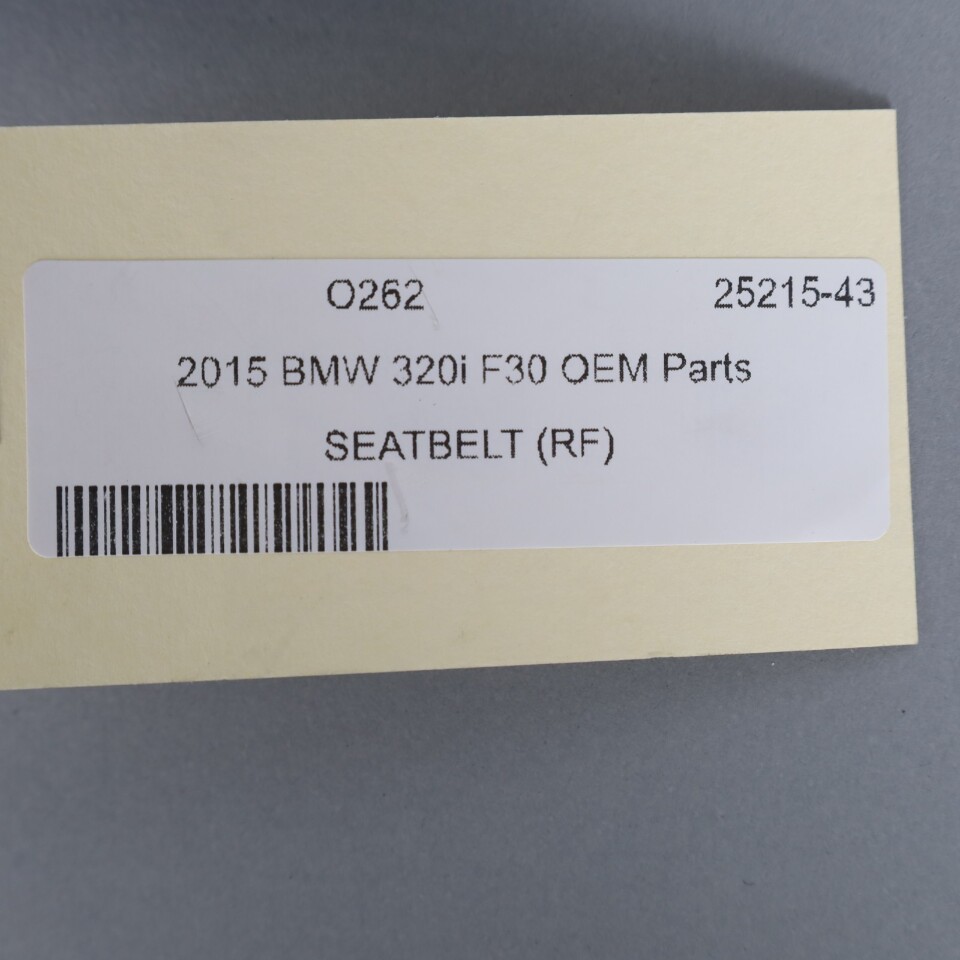 O262 25215-43
2015 BMW 320i F30 OEM Parts
SEATBELT (RF)